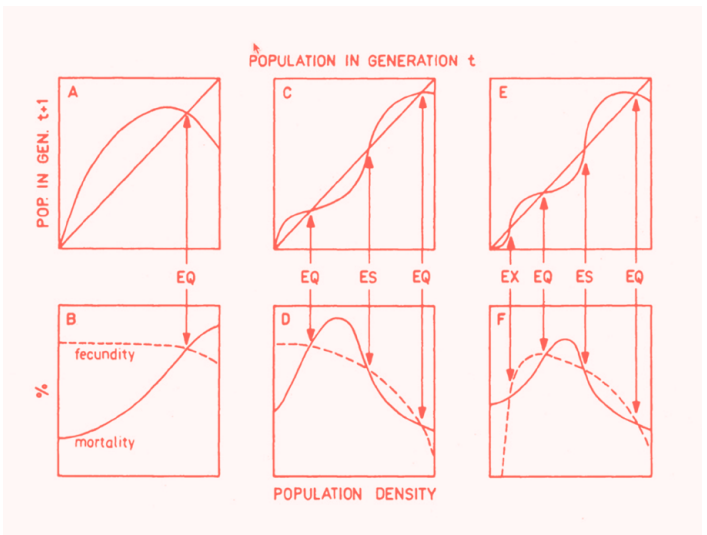 POPULATION IN GENERATION t
A
C
E
POP. IN GEN. t+1
EQ
EQ ES EQ
EX EQ ES EQ
B
D
F
fecundity
mortality
%
POPULATION DENSITY